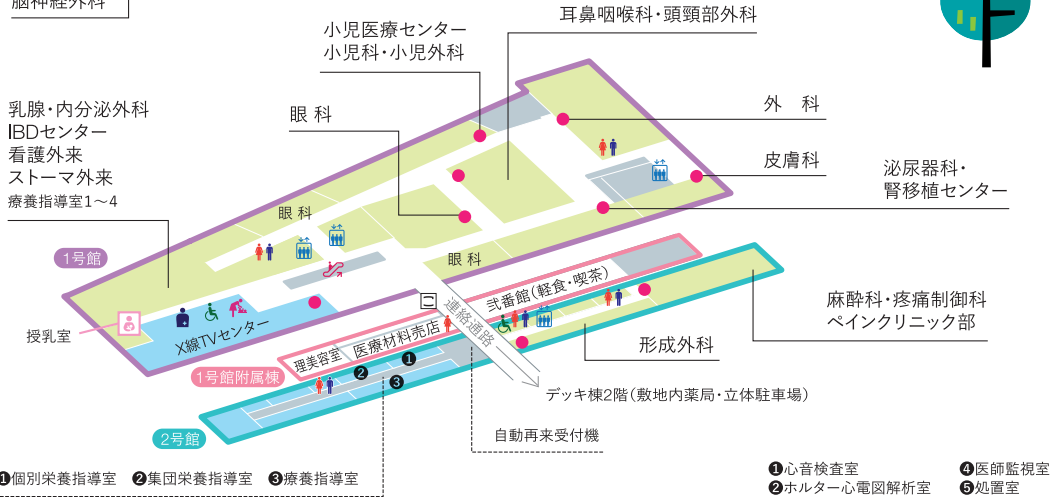 脳神経外科
小児医療センター
小児科・小児外科
耳鼻咽喉科・頭頸部外科
乳腺・内分泌外科
IBDセンター
看護外来
ストーマ外来
療養指導室1〜4
眼 科
外　科
皮膚科
泌尿器科・
腎移植センター
眼 科
眼 科
1号館
授乳室
X線TVセンター
弐番館(軽食・喫茶)
連絡通路
医療材料売店
理美容室
1号館附属棟
麻酔科・疼痛制御科
ペインクリニック部
形成外科
❶
❷
❸
デッキ棟2階(敷地内薬局・立体駐車場)
2号館
自動再来受付機
❶個別栄養指導室 ❷集団栄養指導室 ❸療養指導室
❶心音検査室 ❹医師監視室
❷ホルター心電図解析室 ❺処置室